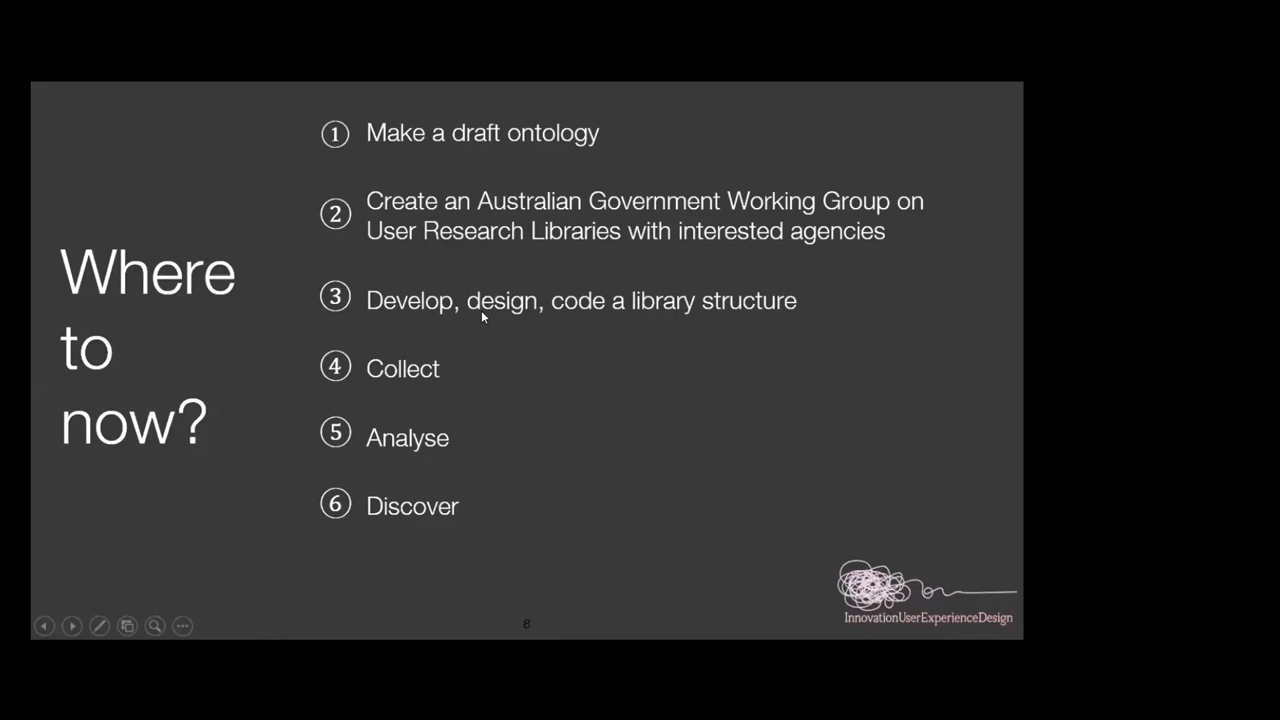 Where
to
now?
① Make a draft ontology
② Create an Australian Government Working Group on
User Research Libraries with interested agencies
③ Develop, design, code a library structure
④ Collect
⑤ Analyse
⑥ Discover
8
InnovationUserExperienceDesign